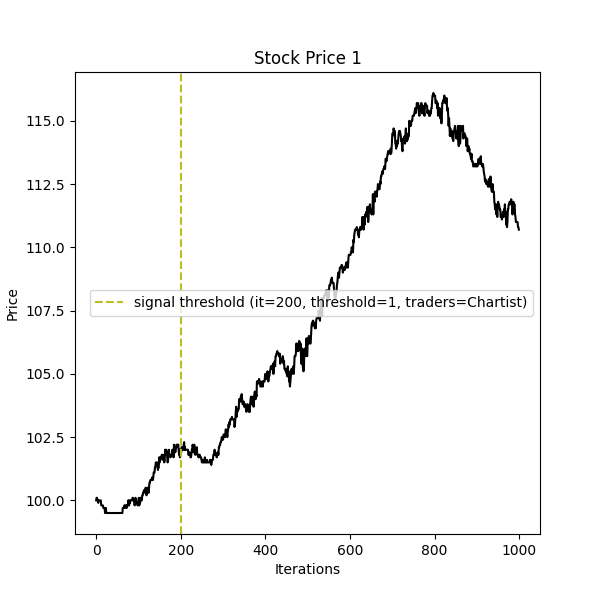 Stock Price 1
115.0
112.5
110.0
107.5
105.0
102.5
100.0
Price
signal threshold (it=200, threshold=1, traders=Chartist)
0 200 400 600 800 1000
Iterations